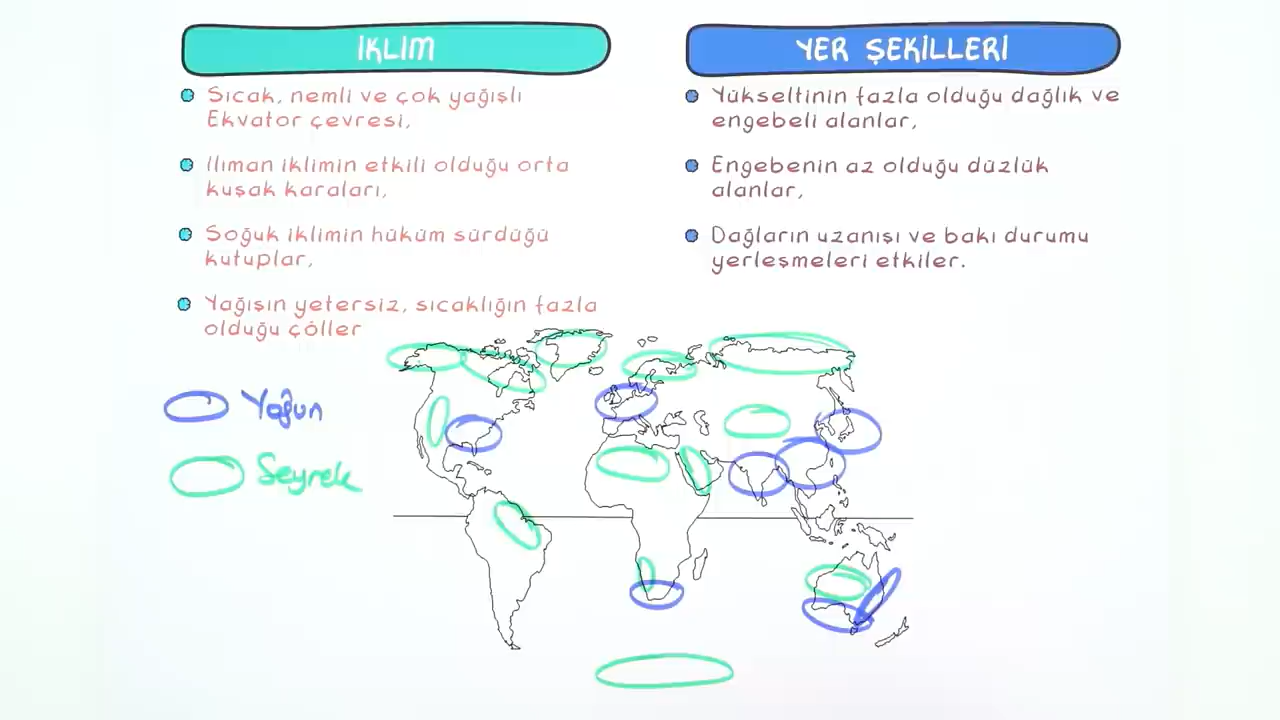 İKLİM
Sıcak, nemli ve çok yağışlı
Ekvator çevresi,
Ilıman iklimin etkili olduğu orta
kuşak karaları,
Soğuk iklimin hüküm sürdüğü
kutuplar,
Yağışın yetersiz, sıcaklığın fazla
olduğu çöller
YER ŞEKİLLERİ
Yükseltinin fazla olduğu dağlık ve
engebeli alanlar,
Engebenin az olduğu düzlük
alanlar,
Dağların uzanışı ve bakı durumu
yerleşmeleri etkiler.
Yoğun
Seyrek